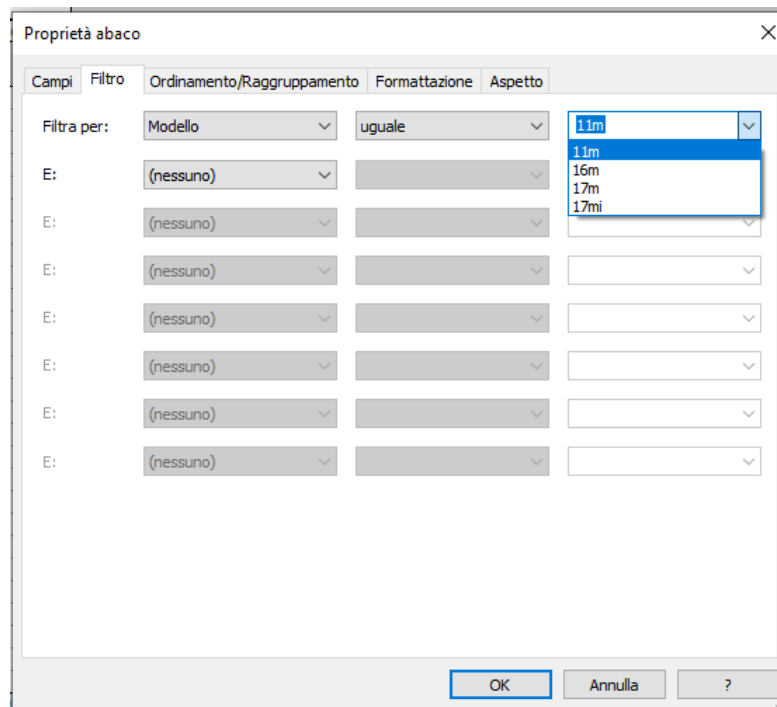 Proprietà abaco
Campi Filtro Ordinamento/Raggruppamento Formattazione Aspetto
Filtra per: Modello uguale 11m
11m
16m
17m
17mi
E: (nessuno)
E: (nessuno)
E: (nessuno)
E: (nessuno)
E: (nessuno)
E: (nessuno)
E: (nessuno)
OK Annulla ?